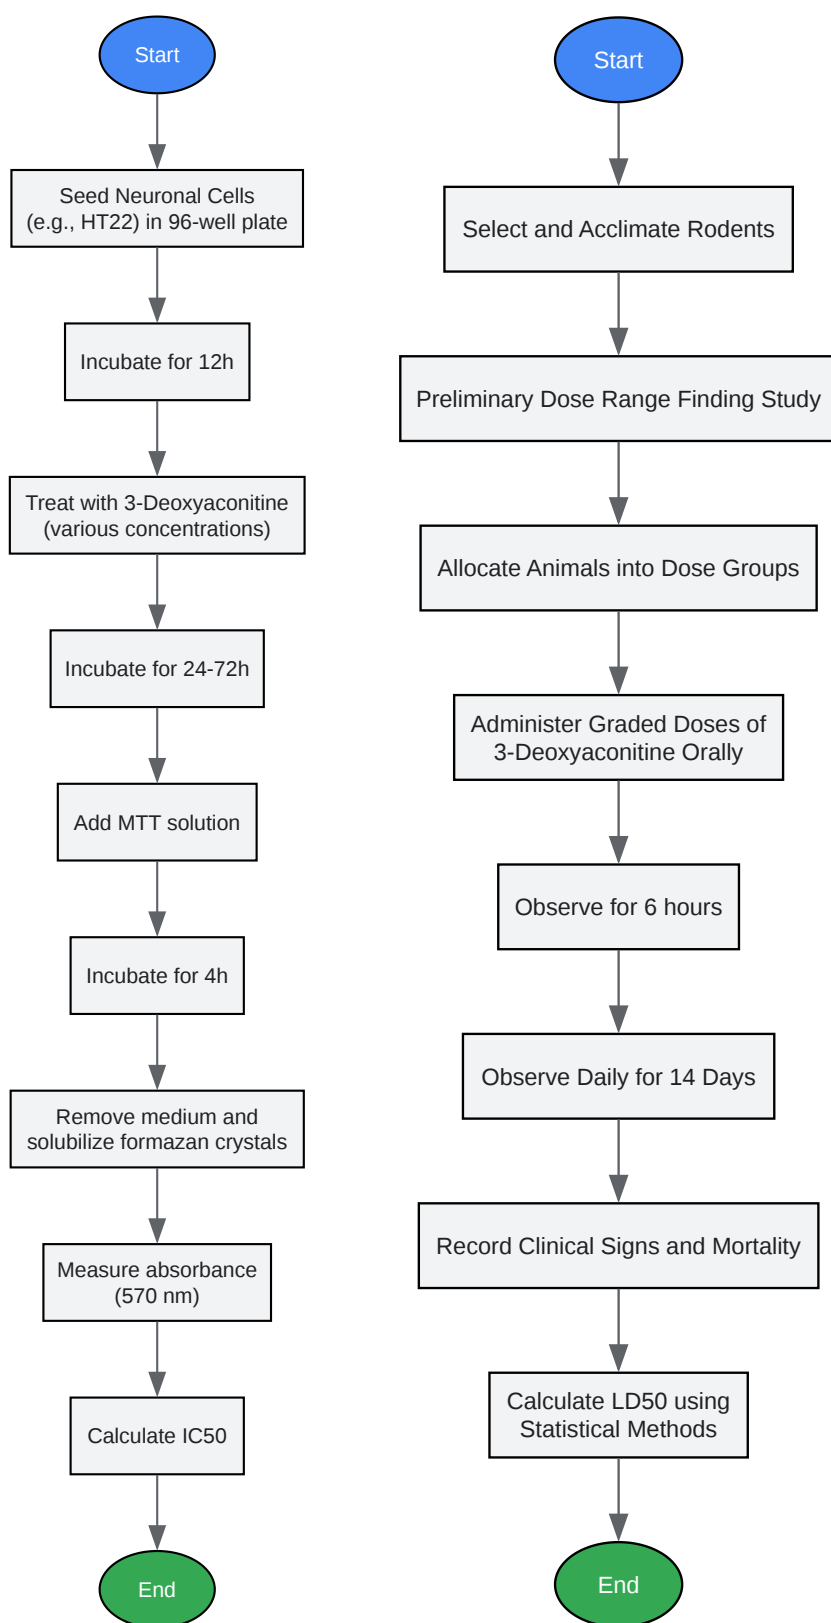 Start
Seed Neuronal Cells
(e.g., HT22) in 96-well plate
Incubate for 12h
Treat with 3-Deoxyaconitine
(various concentrations)
Incubate for 24-72h
Add MTT solution
Incubate for 4h
Remove medium and
solubilize formazan crystals
Measure absorbance
(570 nm)
Calculate IC50
End
Start
Select and Acclimate Rodents
Preliminary Dose Range Finding Study
Allocate Animals into Dose Groups
Administer Graded Doses of
3-Deoxyaconitine Orally
Observe for 6 hours
Observe Daily for 14 Days
Record Clinical Signs and Mortality
Calculate LD50 using
Statistical Methods
End